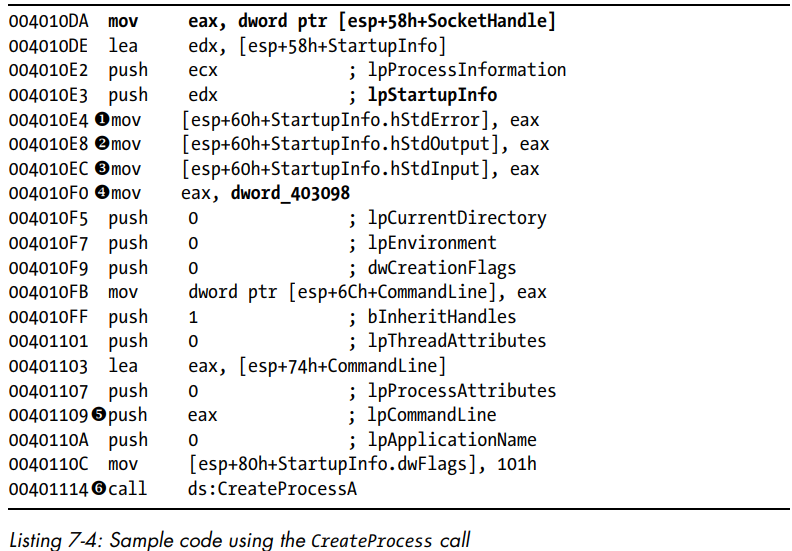 004010DA mov eax, dword ptr [esp+58h+SocketHandle]
004010DE lea edx, [esp+58h+StartupInfo]
004010E2 push ecx ; lpProcessInformation
004010E3 push edx ; lpStartupInfo
004010E4 ❶mov [esp+60h+StartupInfo.hStdError], eax
004010E8 ❷mov [esp+60h+StartupInfo.hStdOutput], eax
004010EC ❸mov [esp+60h+StartupInfo.hStdInput], eax
004010F0 ❹mov eax, dword_403098
004010F5 push 0 ; lpCurrentDirectory
004010F7 push 0 ; lpEnvironment
004010F9 push 0 ; dwCreationFlags
004010FB mov dword ptr [esp+6Ch+CommandLine], eax
004010FF push 1 ; bInheritHandles
00401101 push 0 ; lpThreadAttributes
00401103 lea eax, [esp+74h+CommandLine]
00401107 push 0 ; lpProcessAttributes
00401109 ❺push eax ; lpCommandLine
0040110A push 0 ; lpApplicationName
0040110C mov [esp+80h+StartupInfo.dwFlags], 101h
00401114 ❻call ds:CreateProcessA
Listing 7-4: Sample code using the CreateProcess call